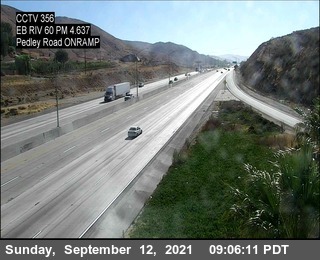 CCTV 356
EB RIV 60 PM 4.637
Pedley Road ONRAMP
Sunday, September 12, 2021 09:06:11 PDT